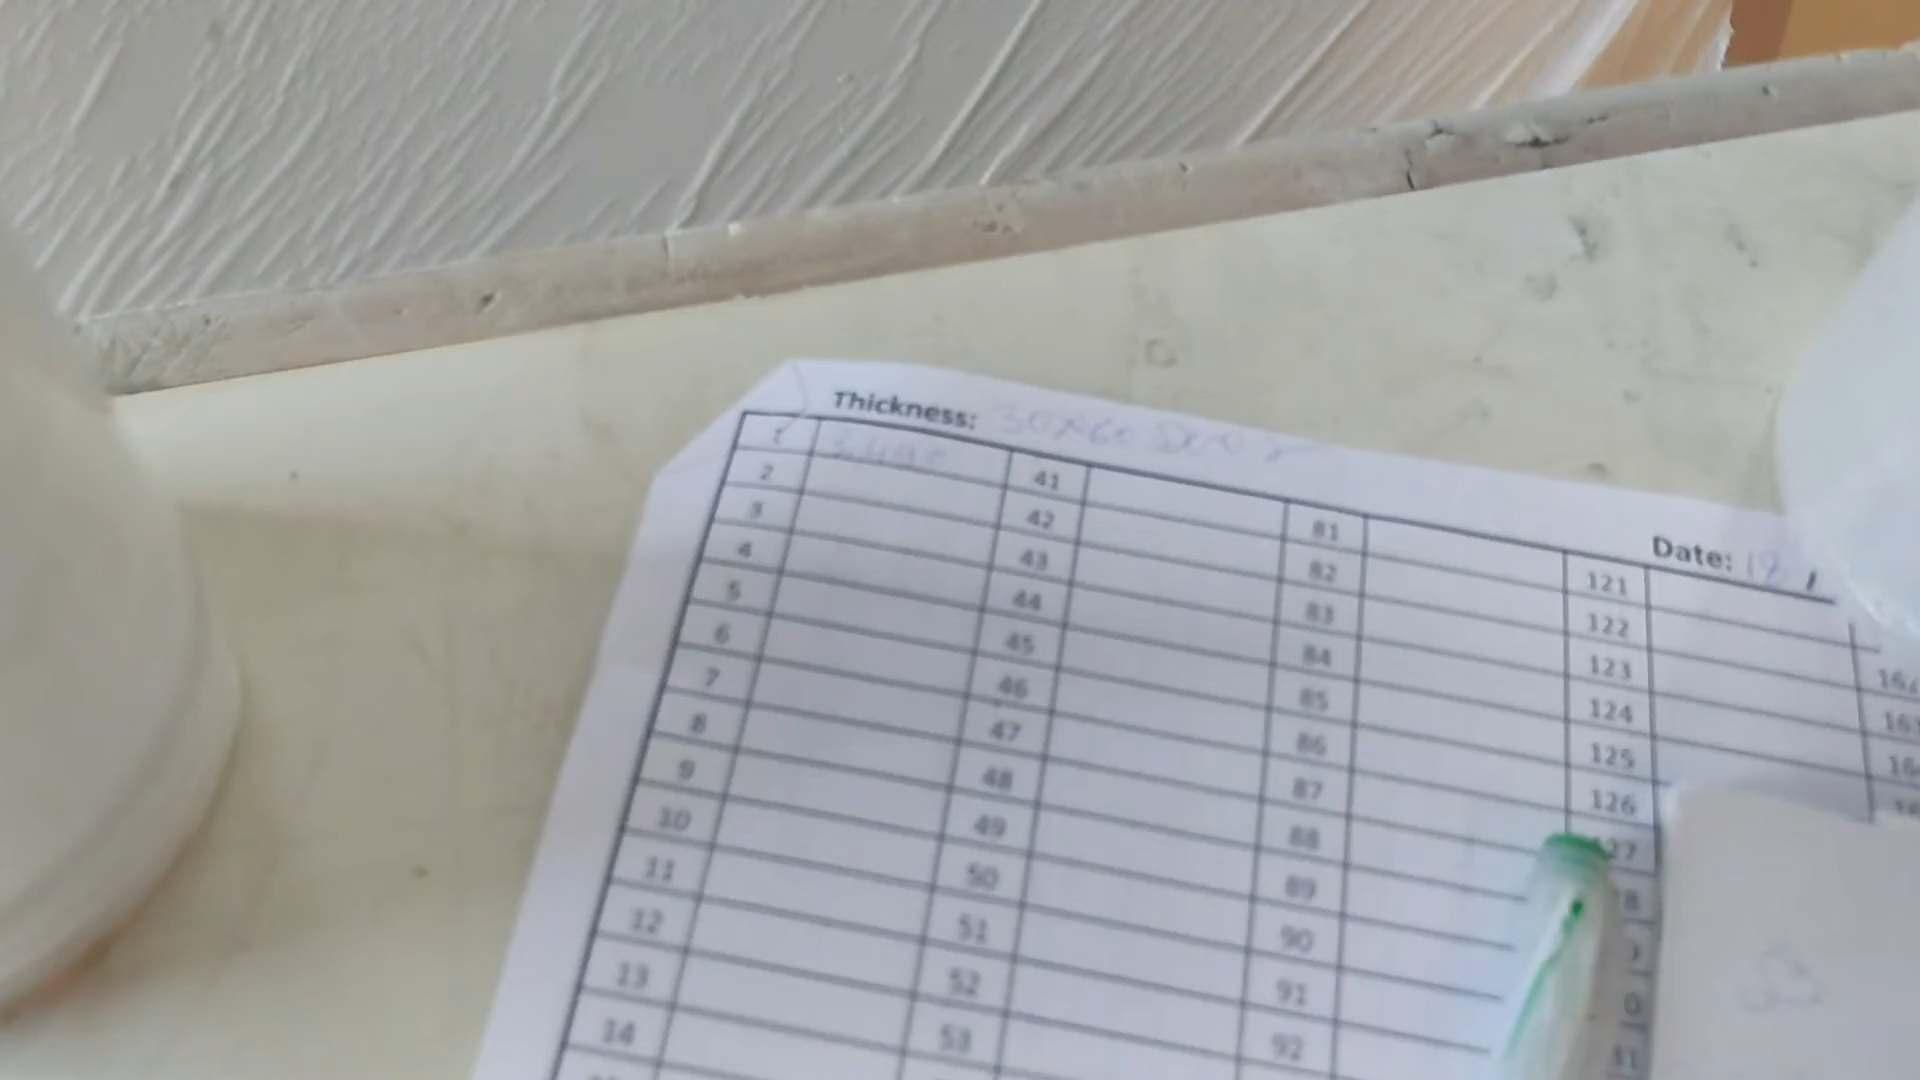 Thickness: 30x60
Date: 19/
1 41 81 121
2 42 82 122
3 43 83 123
4 44 84 124
5 45 85 125
6 46 86 126
7 47 87
8 48 88
9 49 89
10 50 90
11 51 91
12 52 92
13 53
14